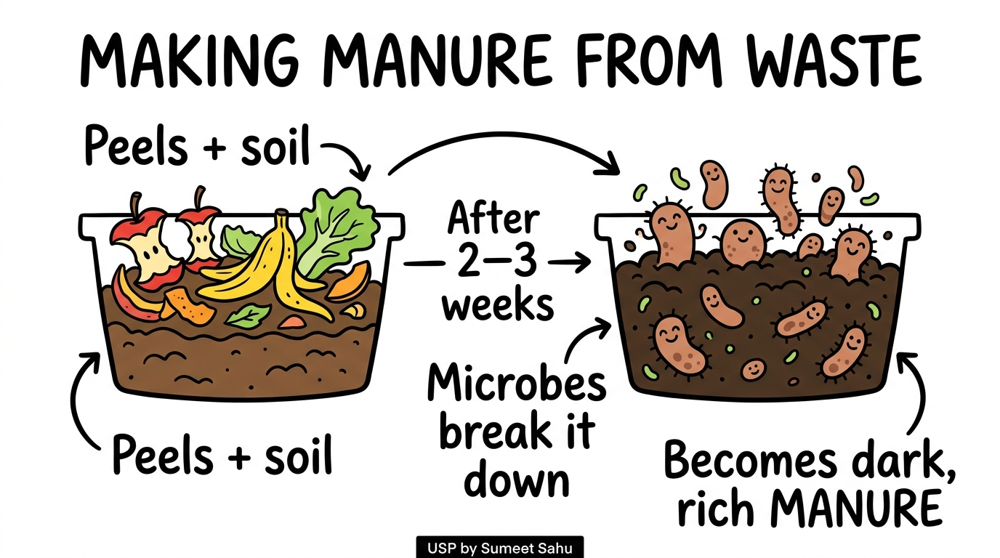 MAKING MANURE FROM WASTE
Peels + soil
After
2–3
weeks
Microbes
break it
down
Peels + soil
Becomes dark,
rich MANURE
USP by Sumeet Sahu